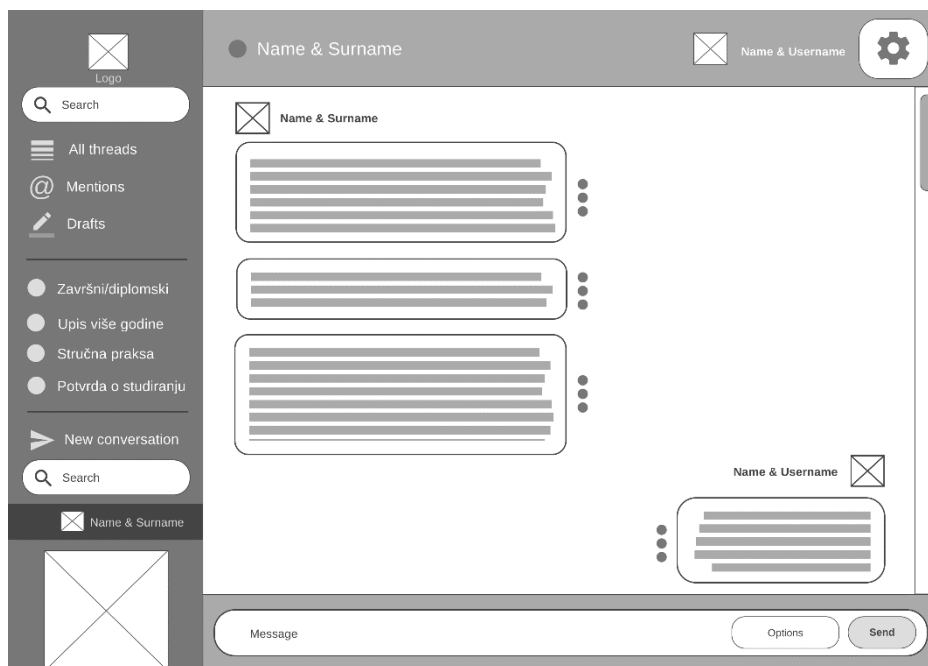 Logo
Search
All threads
@ Mentions
Drafts
Završni/diplomski
Upis više godine
Stručna praksa
Potvrda o studiranju
New conversation
Search
Name & Surname
Name & Surname
Name & Username
Name & Surname
Name & Username
Message
Options
Send